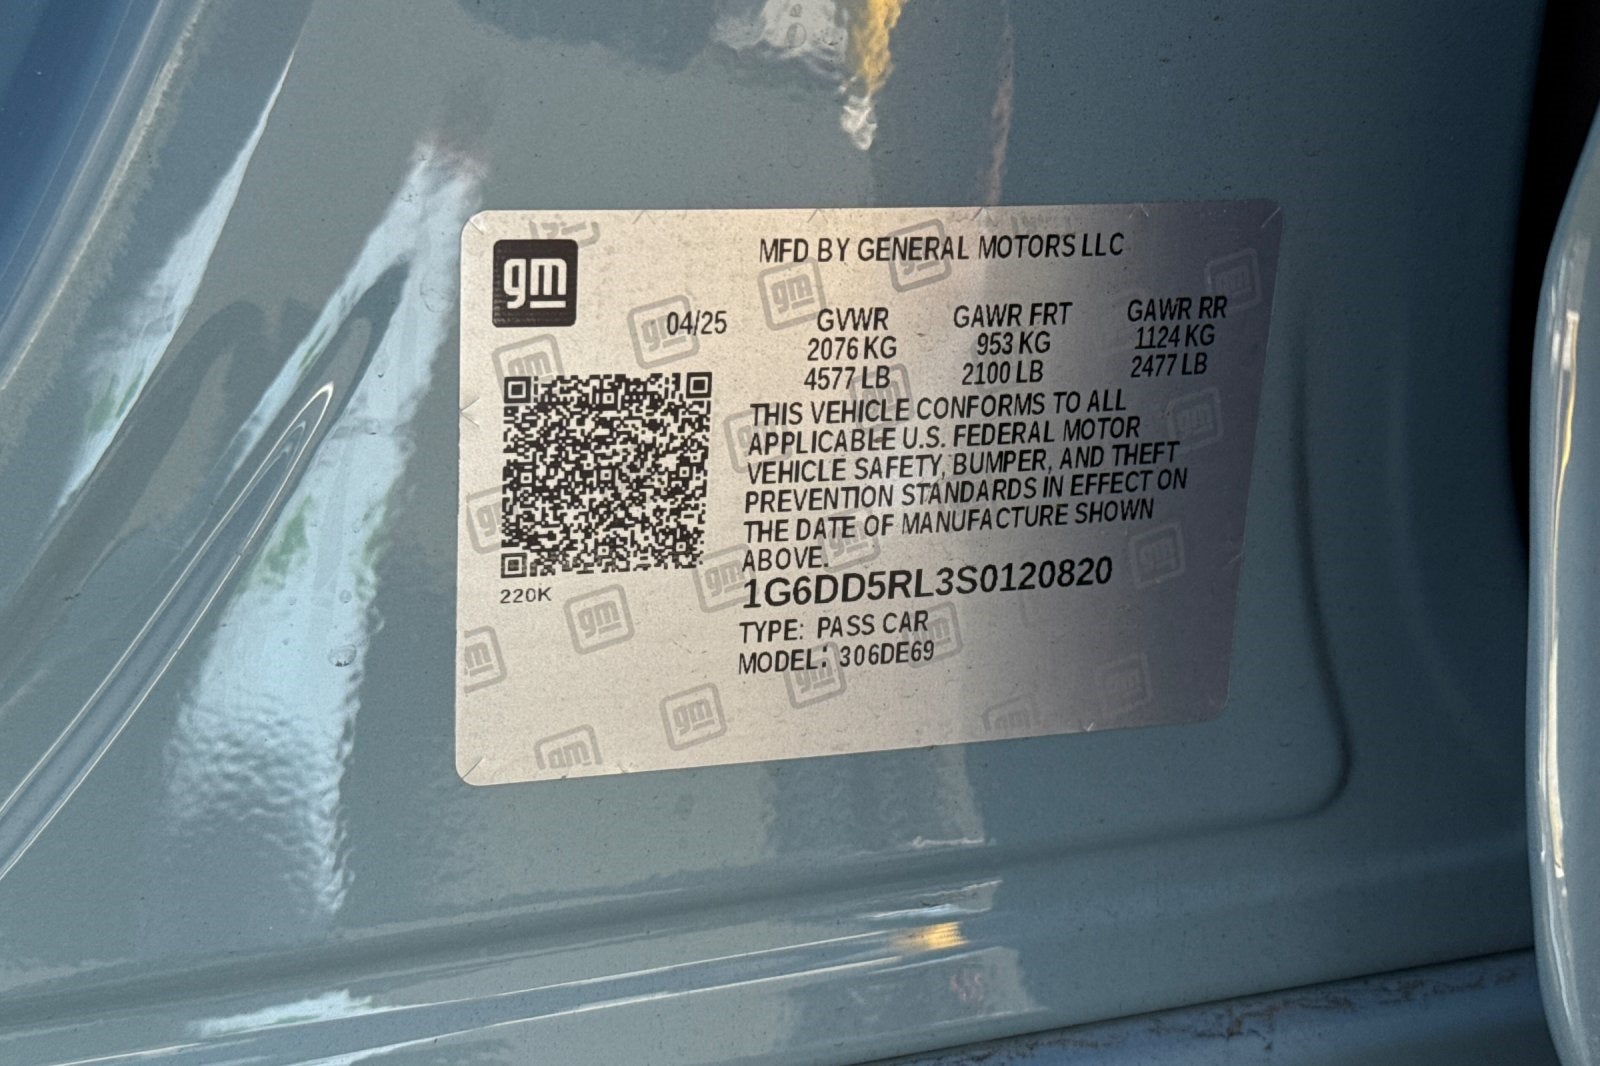 gm
MFD BY GENERAL MOTORS LLC
04/25 GVWR GAWR FRT GAWR RR
2076 KG 953 KG 1124 KG
4577 LB 2100 LB 2477 LB
THIS VEHICLE CONFORMS TO ALL
APPLICABLE U.S. FEDERAL MOTOR
VEHICLE SAFETY, BUMPER, AND THEFT
PREVENTION STANDARDS IN EFFECT ON
THE DATE OF MANUFACTURE SHOWN
ABOVE.
220K
1G6DD5RL3S0120820
TYPE: PASS CAR
MODEL: 306DE69